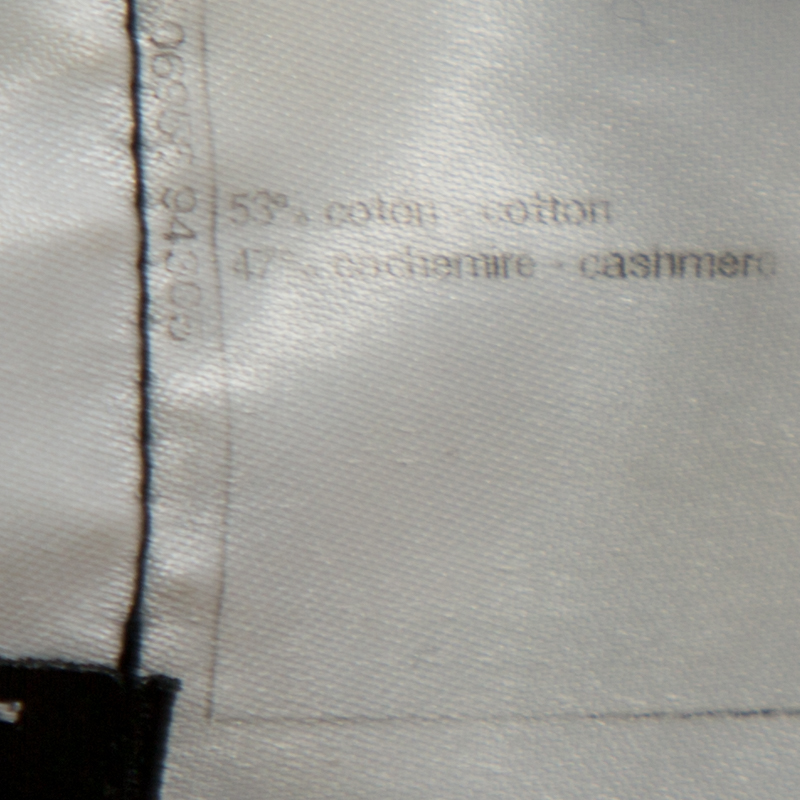 53% coton - cotton
47% cachemire - cashmere